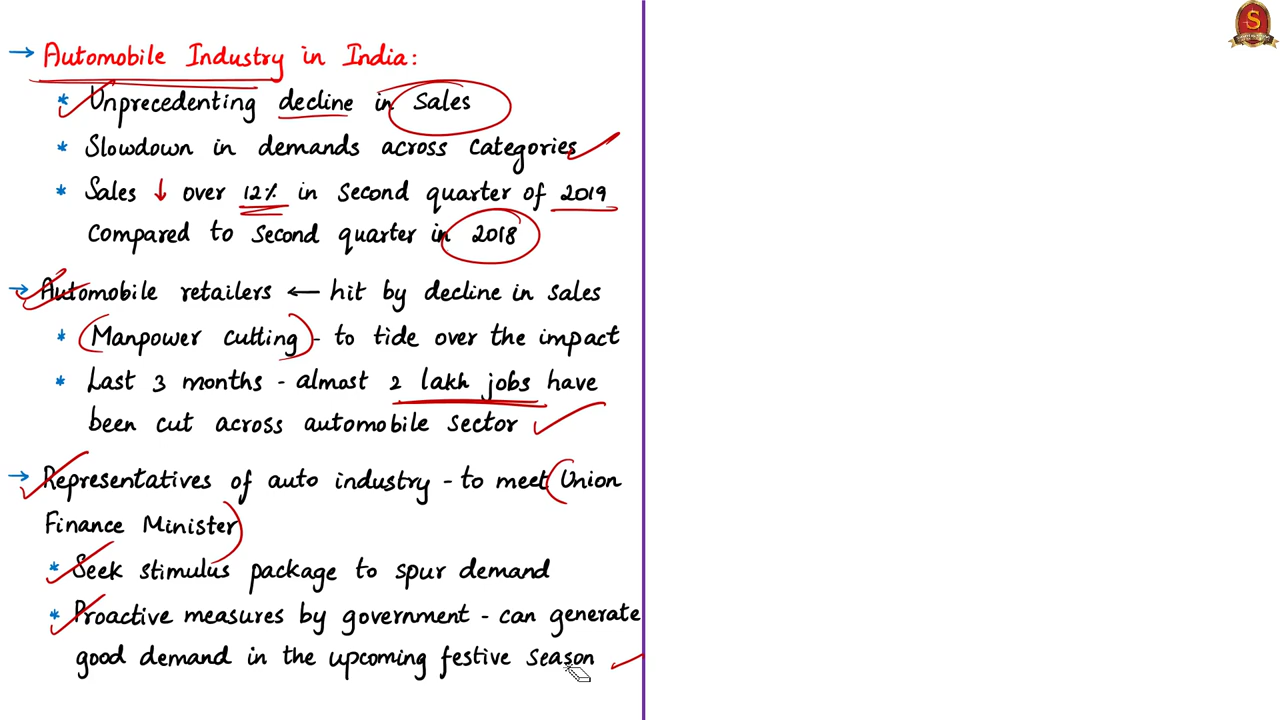 → Automobile Industry in India:
* Unprecedenting decline in Sales
* Slowdown in demands across categories
* Sales ↓ over 12% in second quarter of 2019
compared to second quarter in 2018
→ Automobile retailers ← hit by decline in sales
* (Manpower cutting) - to tide over the impact
* Last 3 months - almost 2 lakh jobs have
been cut across automobile sector
→ Representatives of auto industry - to meet (Union
Finance Minister)
* Seek stimulus package to spur demand
* Proactive measures by government - can generate
good demand in the upcoming festive season
S